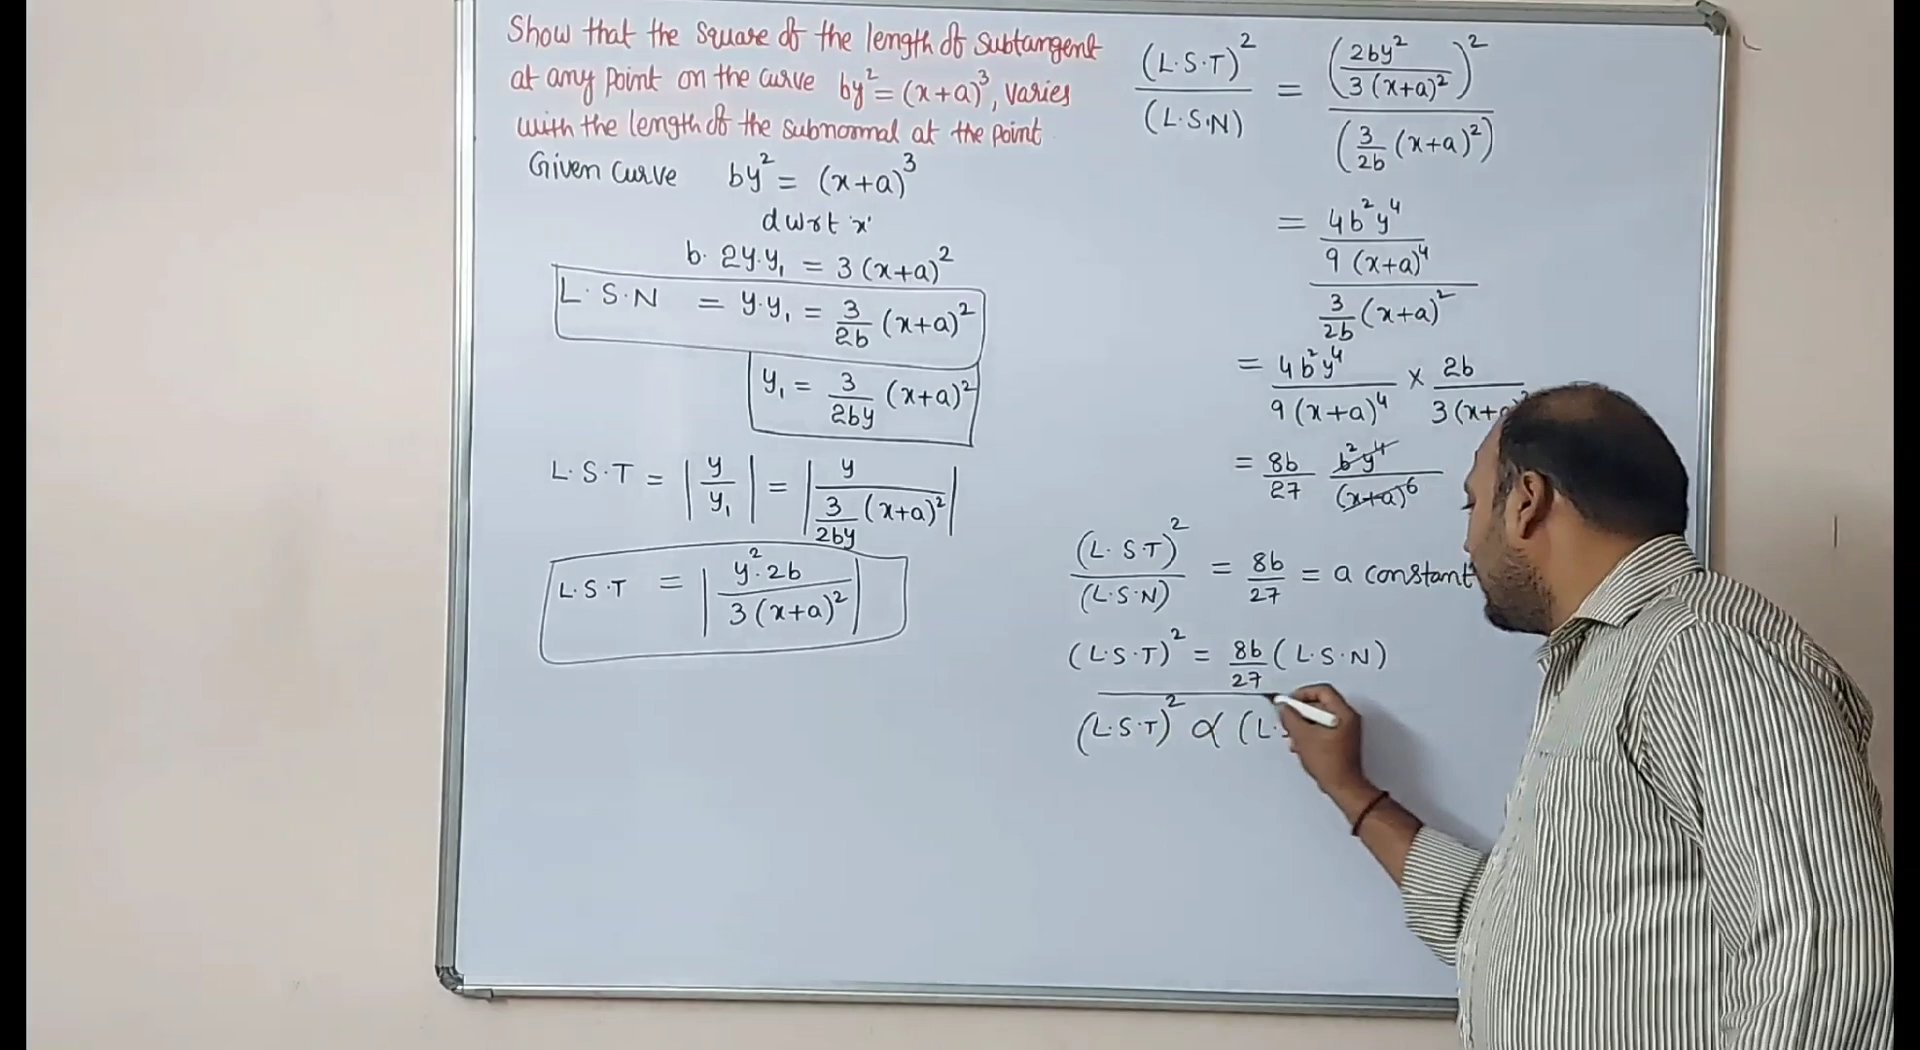 Show that the square of the length of subtangent
at any point on the curve by² = (x+a)³, varies
with the length of the subnormal at the point
Given curve by² = (x+a)³
dwrt 'x'
b. 2y.y₁ = 3(x+a)²
L.S.N = y.y₁ = 3/2b (x+a)²
y₁ = 3/2by (x+a)²
L.S.T = |y/y₁| = |y/(3/2by (x+a)²)|
L.S.T = |y².2b/3(x+a)²|
(L.S.T)²/(L.S.N) = (2by²/3(x+a)²)²/(3/2b (x+a)²)
= (4b²y⁴/9(x+a)⁴)/(3/2b (x+a)²)
= 4b²y⁴/9(x+a)⁴ × 2b/3(x+
= 8b/27 b²y⁴/(x+a)⁶
(L.S.T)²/(L.S.N) = 8b/27 = a constant
(L.S.T)² = 8b/27 (L.S.N)
(L.S.T)² ∝ (L.S